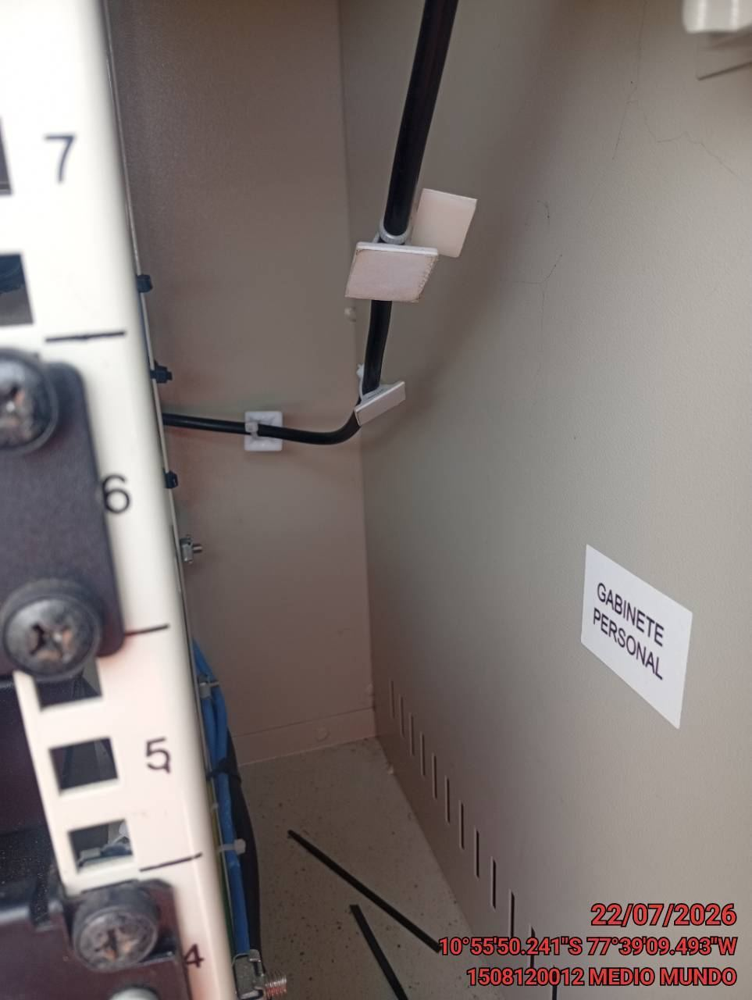 7
6
GABINETE
PERSONAL
5
4
22/07/2026
10°55'50.241"S 77°39'09.493"W
1508120012 MEDIO MUNDO